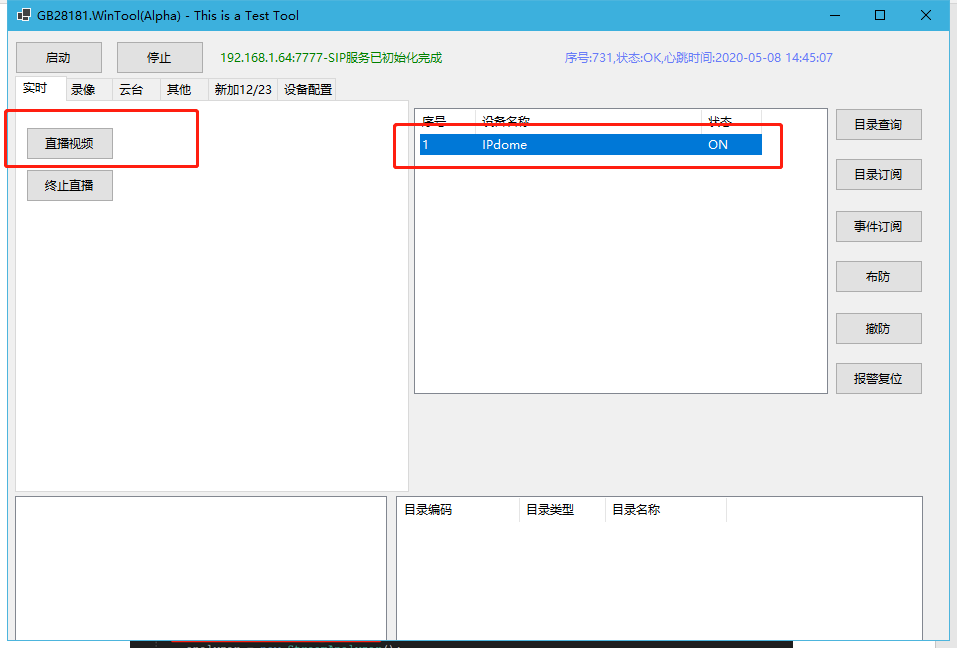 GB28181.WinTool(Alpha) - This is a Test Tool
启动 停止 192.168.1.64:7777-SIP服务已初始化完成 序号:731,状态:OK,心跳时间:2020-05-08 14:45:07
实时 录像 云台 其他 新加12/23 设备配置
序号 设备名称 状态
1 IPdome ON
直播视频
终止直播
目录查询
目录订阅
事件订阅
布防
撤防
报警复位
目录编码 目录类型 目录名称